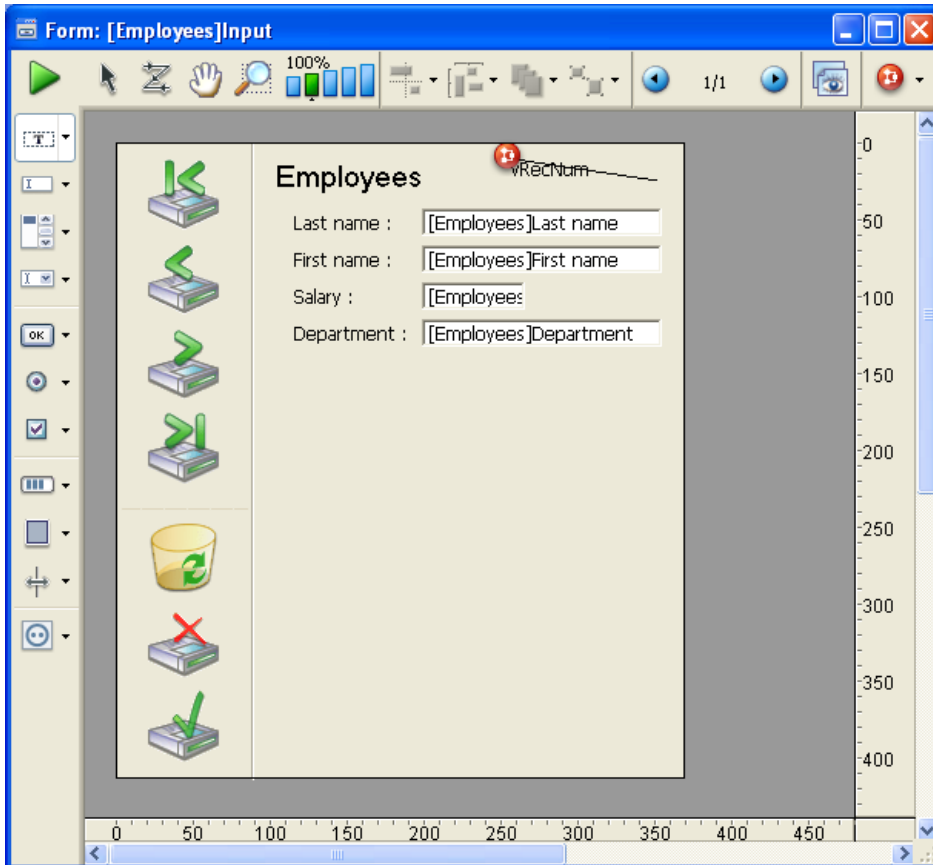 Form: [Employees]Input
100%
1/1
T
I
I
OK
Employees
vRecNum
Last name : [Employees]Last name
First name : [Employees]First name
Salary : [Employees
Department : [Employees]Department
0
50
100
150
200
250
300
350
400
0 50 100 150 200 250 300 350 400 450